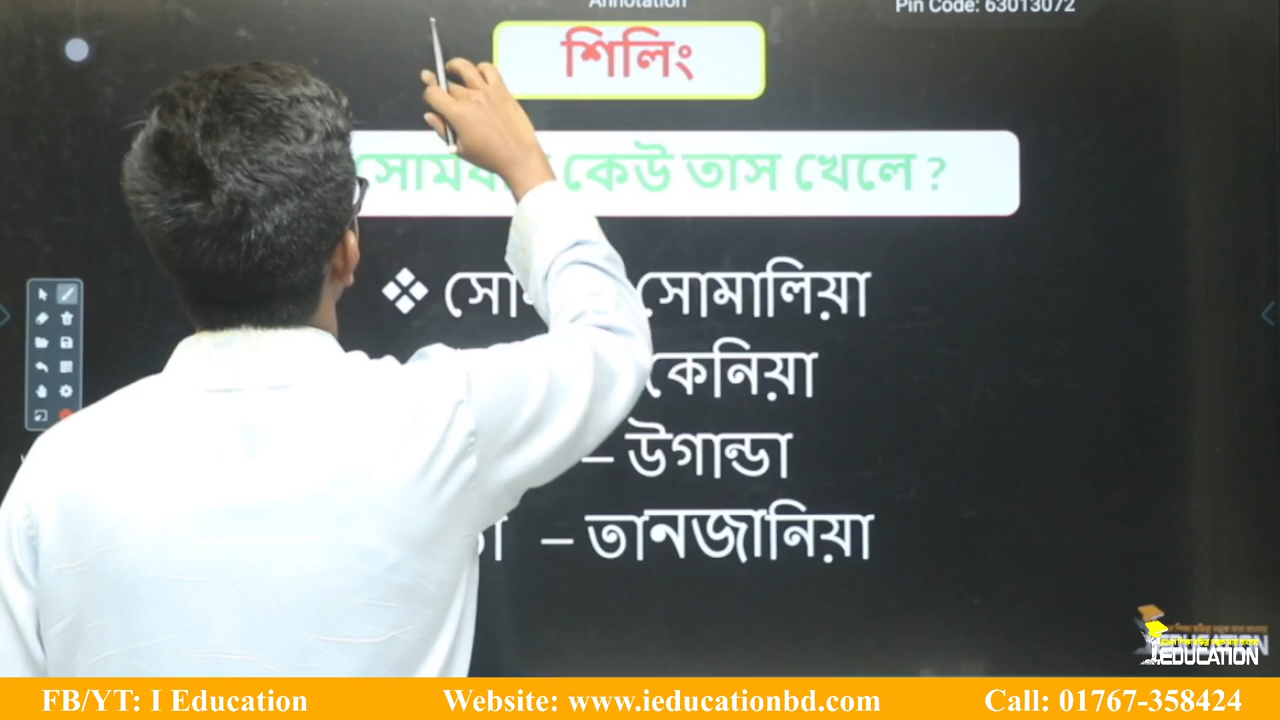 Annotation
Pin Code: 63013072
শিলিং
কেউ তাস খেলে ?
❖ সোমালিয়া
কেনিয়া
– উগান্ডা
– তানজানিয়া
EDUCATION
FB/YT: I Education Website: www.ieducationbd.com Call: 01767-358424